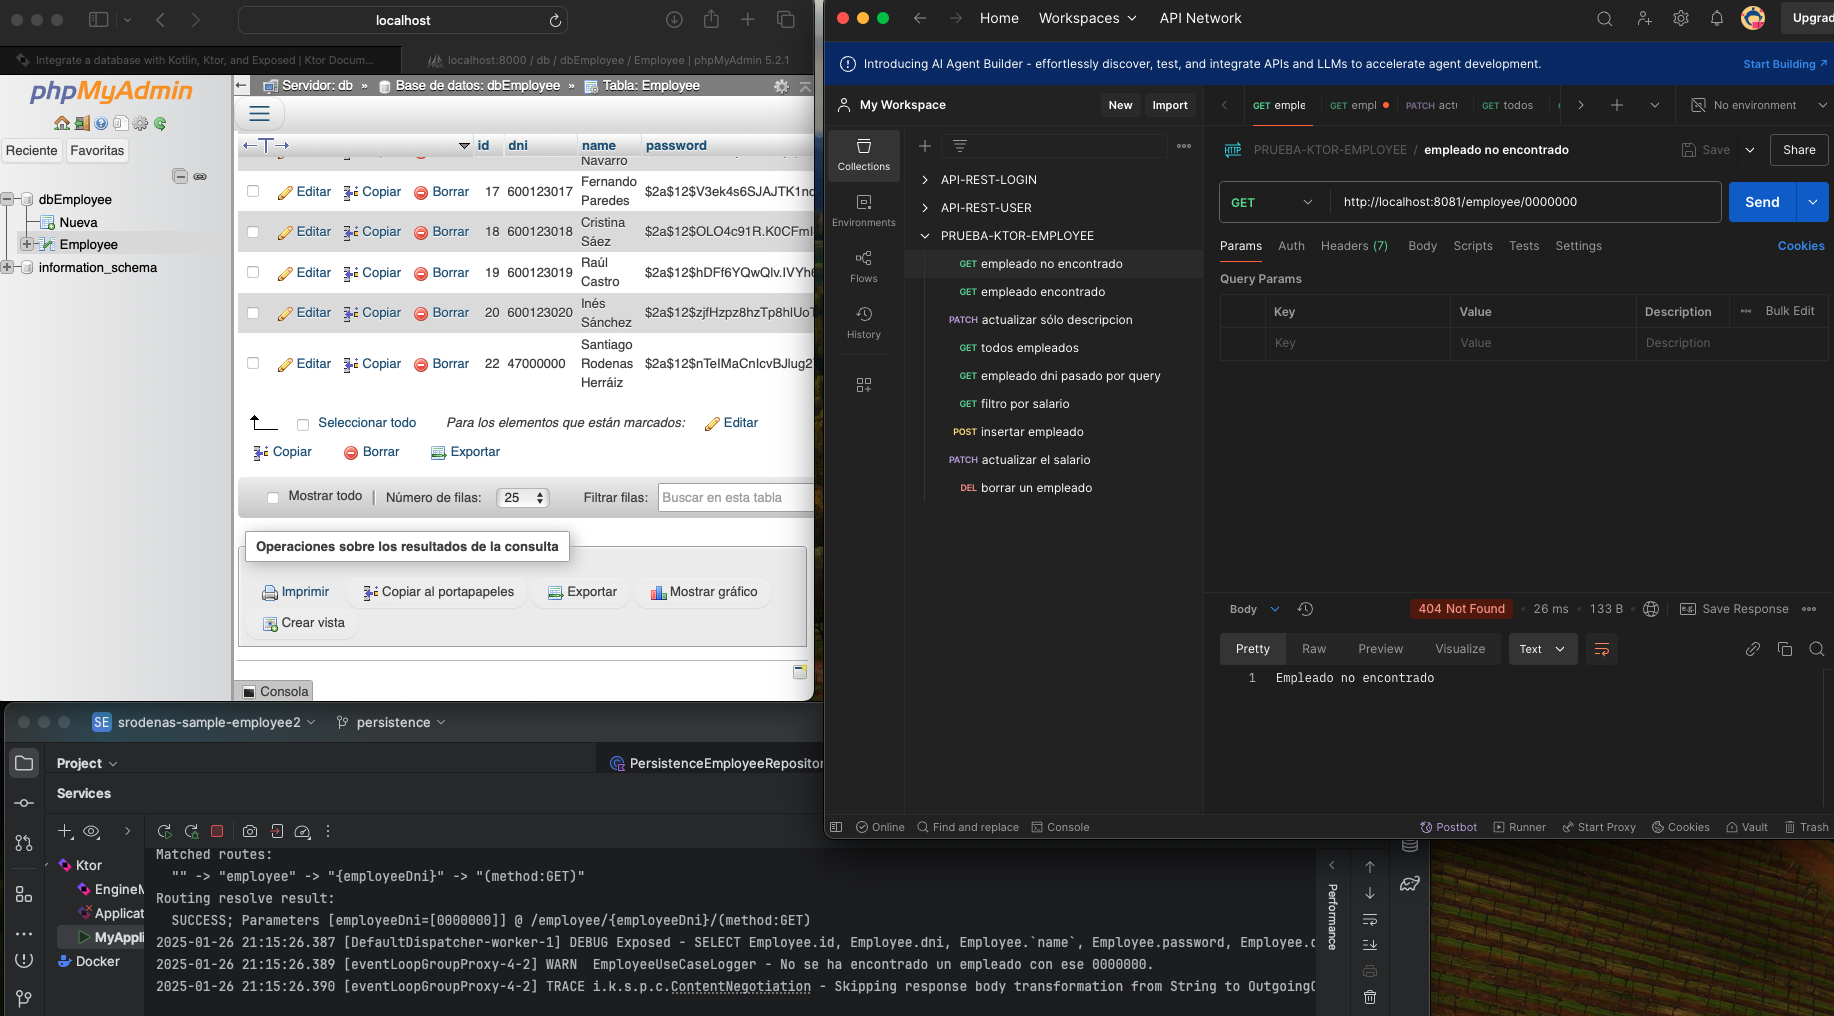 localhost
Integrate a database with Kotlin, Ktor, and Exposed | Ktor Docum...
localhost:8000 / db / dbEmployee / Employee | phpMyAdmin 5.2.1
phpMyAdmin
Reciente
Favoritas
dbEmployee
Nueva
Employee
information_schema
Servidor: db » Base de datos: dbEmployee » Tabla: Employee
id dni name password
Navarro
Editar Copiar Borrar 17 600123017 Fernando Paredes $2a$12$V3ek4s6SJAJTK1nc
Editar Copiar Borrar 18 600123018 Cristina Sáez $2a$12$OLO4c91R.K0CFmI
Editar Copiar Borrar 19 600123019 Raúl Castro $2a$12$hDFf6YQwQlv.IVYh6
Editar Copiar Borrar 20 600123020 Inés Sánchez $2a$12$zjfHzpz8hzTp8hlUoT
Editar Copiar Borrar 22 47000000 Santiago Rodenas Herráiz $2a$12$nTelMaCnIcvBJlug2
Seleccionar todo Para los elementos que están marcados: Editar
Copiar Borrar Exportar
Mostrar todo | Número de filas: 25 Filtrar filas: Buscar en esta tabla
Operaciones sobre los resultados de la consulta
Imprimir Copiar al portapapeles Exportar Mostrar gráfico
Crear vista
Consola
Home Workspaces API Network
Upgrad
Introducing AI Agent Builder - effortlessly discover, test, and integrate APIs and LLMs to accelerate agent development.
Start Building
My Workspace
New Import
GET emple GET empl PATCH actu GET todos
No environment
Collections
Environments
Flows
History
API-REST-LOGIN
API-REST-USER
PRUEBA-KTOR-EMPLOYEE
GET empleado no encontrado
GET empleado encontrado
PATCH actualizar sólo descripcion
GET todos empleados
GET empleado dni pasado por query
GET filtro por salario
POST insertar empleado
PATCH actualizar el salario
DEL borrar un empleado
HTTP PRUEBA-KTOR-EMPLOYEE / empleado no encontrado
Save Share
GET http://localhost:8081/employee/0000000
Send
Params Auth Headers (7) Body Scripts Tests Settings
Cookies
Query Params
Key Value Description Bulk Edit
Key Value Description
Body 404 Not Found 26 ms 133 B e.g. Save Response
Pretty Raw Preview Visualize Text
1 Empleado no encontrado
Online Find and replace Console
Postbot Runner Start Proxy Cookies Vault Trash
SE srodenas-sample-employee2
persistence
Project
PersistenceEmployeeRepositor
Services
Ktor
EngineM
Applicat
MyAppli
Docker
Matched routes:
"" -> "employee" -> "{employeeDni}" -> "(method:GET)"
Routing resolve result:
SUCCESS; Parameters [employeeDni=[0000000]] @ /employee/{employeeDni}/(method:GET)
2025-01-26 21:15:26.387 [DefaultDispatcher-worker-1] DEBUG Exposed - SELECT Employee.id, Employee.dni, Employee.`name`, Employee.password, Employee.d
2025-01-26 21:15:26.389 [eventLoopGroupProxy-4-2] WARN EmployeeUseCaseLogger - No se ha encontrado un empleado con ese 0000000.
2025-01-26 21:15:26.390 [eventLoopGroupProxy-4-2] TRACE i.k.s.p.c.ContentNegotiation - Skipping response body transformation from String to OutgoingC
Performance